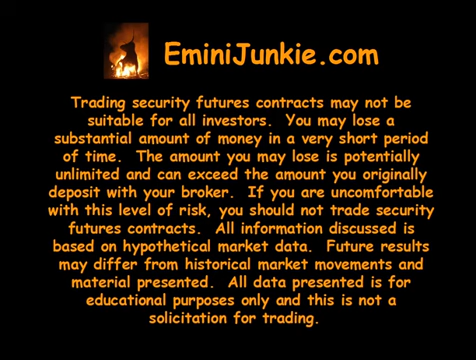 EminiJunkie.com
Trading security futures contracts may not be
suitable for all investors. You may lose a
substantial amount of money in a very short period
of time. The amount you may lose is potentially
unlimited and can exceed the amount you originally
deposit with your broker. If you are uncomfortable
with this level of risk, you should not trade security
futures contracts. All information discussed is
based on hypothetical market data. Future results
may differ from historical market movements and
material presented. All data presented is for
educational purposes only and this is not a
solicitation for trading.